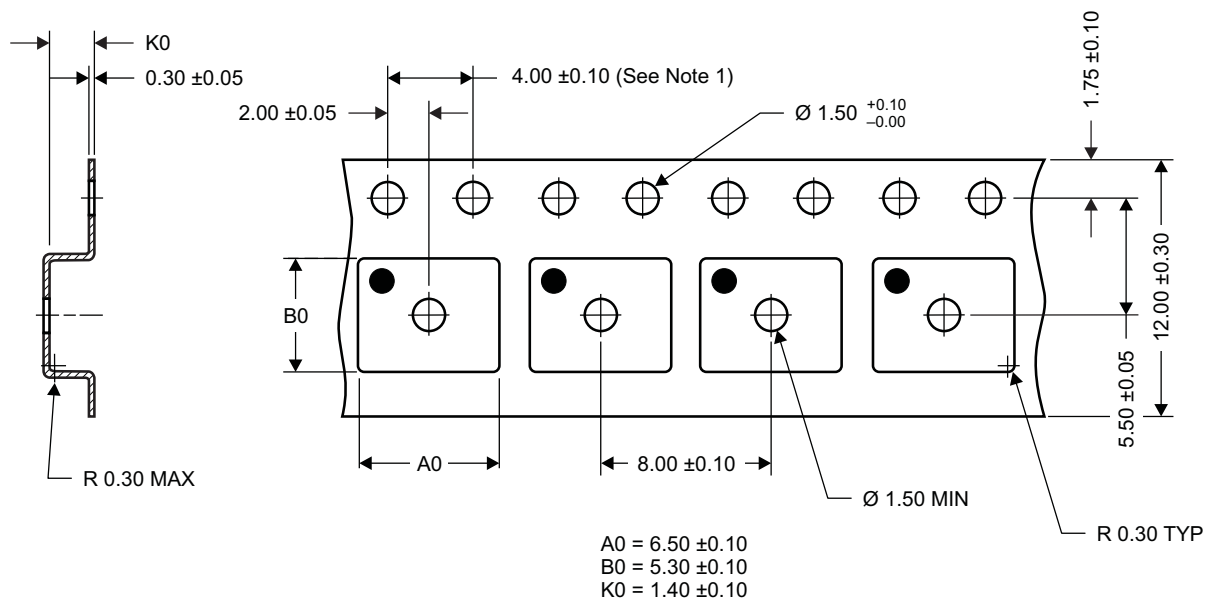 K0
0.30 ±0.05
4.00 ±0.10 (See Note 1)
2.00 ±0.05
Ø 1.50 +0.10 –0.00
1.75 ±0.10
B0
12.00 ±0.30
5.50 ±0.05
R 0.30 MAX
A0
8.00 ±0.10
Ø 1.50 MIN
R 0.30 TYP
A0 = 6.50 ±0.10
B0 = 5.30 ±0.10
K0 = 1.40 ±0.10